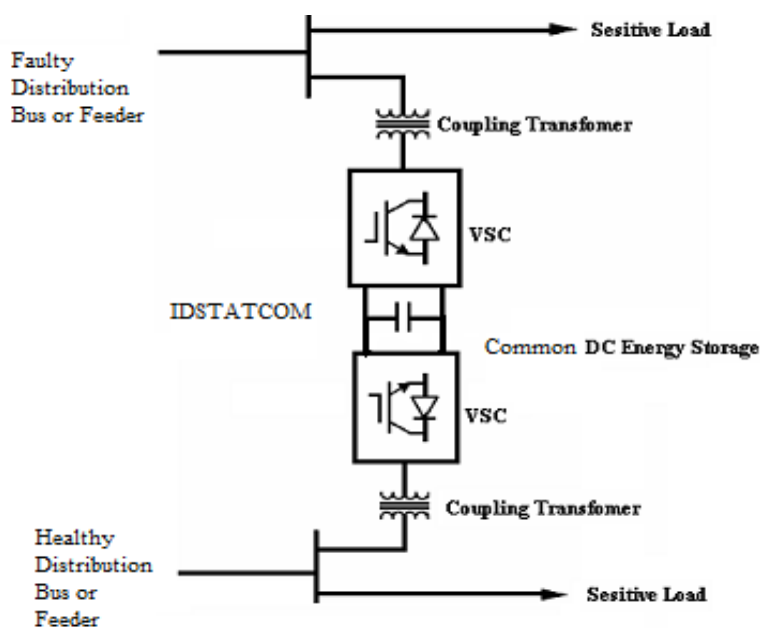 Sesitive Load
Faulty
Distribution
Bus or Feeder
Coupling Transfomer
VSC
IDSTATCOM
Common DC Energy Storage
VSC
Coupling Transfomer
Healthy
Distribution
Bus or
Feeder
Sesitive Load